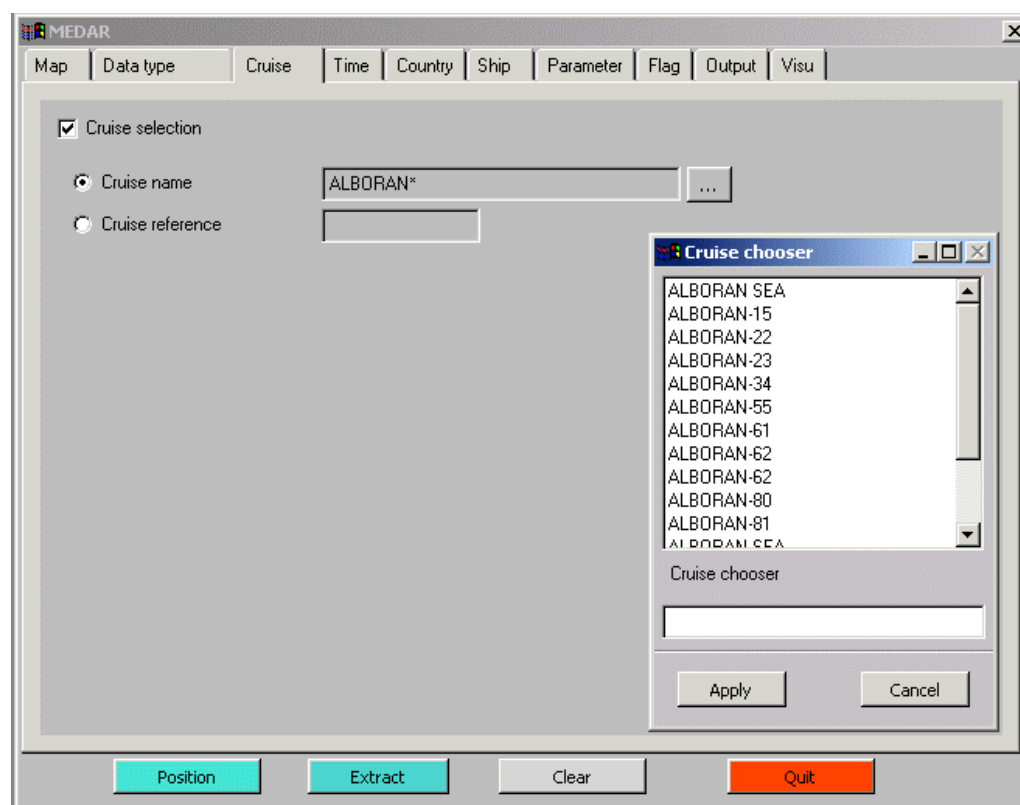 MEDAR
Map Data type Cruise Time Country Ship Parameter Flag Output Visu
Cruise selection
Cruise name ALBORAN* ...
Cruise reference
Cruise chooser
ALBORAN SEA
ALBORAN-15
ALBORAN-22
ALBORAN-23
ALBORAN-34
ALBORAN-55
ALBORAN-61
ALBORAN-62
ALBORAN-62
ALBORAN-80
ALBORAN-81
ALBORAN SEA
Cruise chooser
Apply Cancel
Position Extract Clear Quit